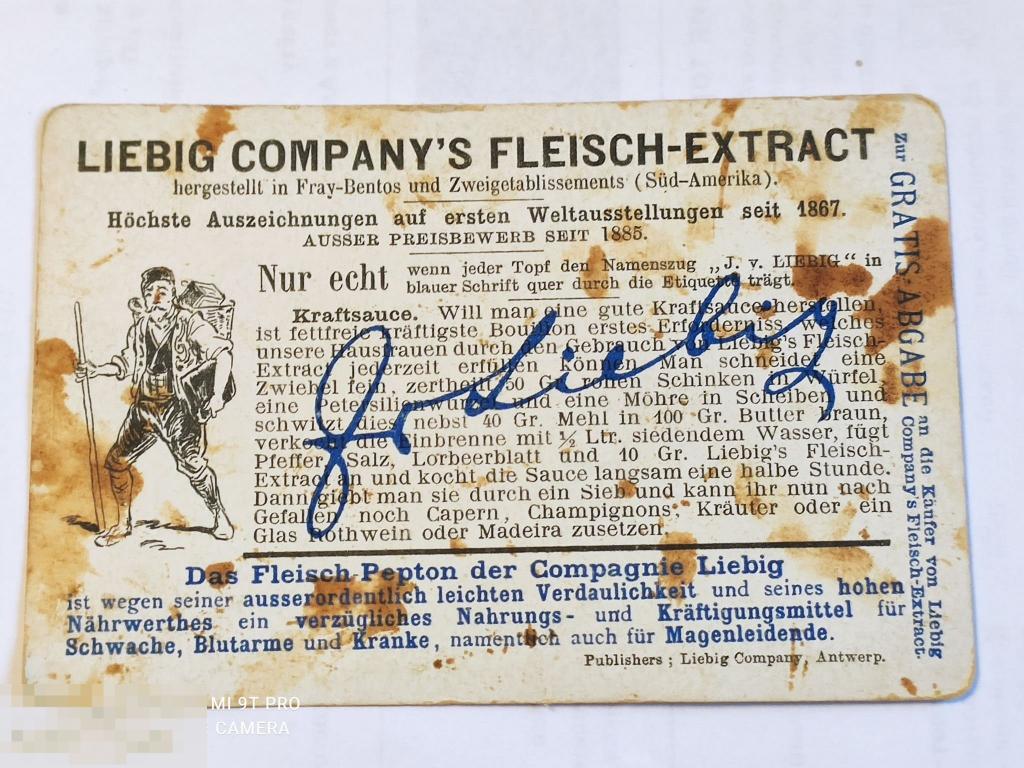 LIEBIG COMPANY'S FLEISCH-EXTRACT
hergestellt in Fray-Bentos und Zweigetablissements (Süd-Amerika).
Höchste Auszeichnungen auf ersten Weltausstellungen seit 1867.
AUSSER PREISBEWERB SEIT 1885.
Nur echt
wenn jeder Topf den Namenszug „J. v. LIEBIG“ in
blauer Schrift quer durch die Etiquette trägt.
Kraftsauce. Will man eine gute Kraftsauce herstellen,
ist fettfreie kräftigste Bouillon erstes Erforderniss, welches
unsere Hausfrauen durch den Gebrauch von Liebig's Fleisch-
Extract jederzeit erfüllen können. Man schneidet eine
Zwiebel fein, zertheilt 50 Gr. rohen Schinken in Würfel,
eine Petersilienwurzel und eine Möhre in Scheiben und
schwitzt dies nebst 40 Gr. Mehl in 100 Gr. Butter braun,
verkocht die Einbrenne mit ½ Ltr. siedendem Wasser, fügt
Pfeffer, Salz, Lorbeerblatt und 10 Gr. Liebig's Fleisch-
Extract an und kocht die Sauce langsam eine halbe Stunde.
Dann giebt man sie durch ein Sieb und kann ihr nun nach
Gefallen noch Capern, Champignons, Kräuter oder ein
Glas Rothwein oder Madeira zusetzen.
Das Fleisch-Pepton der Compagnie Liebig
ist wegen seiner ausserordentlich leichten Verdaulichkeit und seines hohen
Nährwerthes ein verzügliches Nahrungs- und Kräftigungsmittel für
Schwache, Blutarme und Kranke, namentlich auch für Magenleidende.
Publishers ; Liebig Company, Antwerp.
Zur GRATIS-ABGABE an die Käufer von Liebig
Company's Fleisch-Extract.
MI 9T PRO
CAMERA